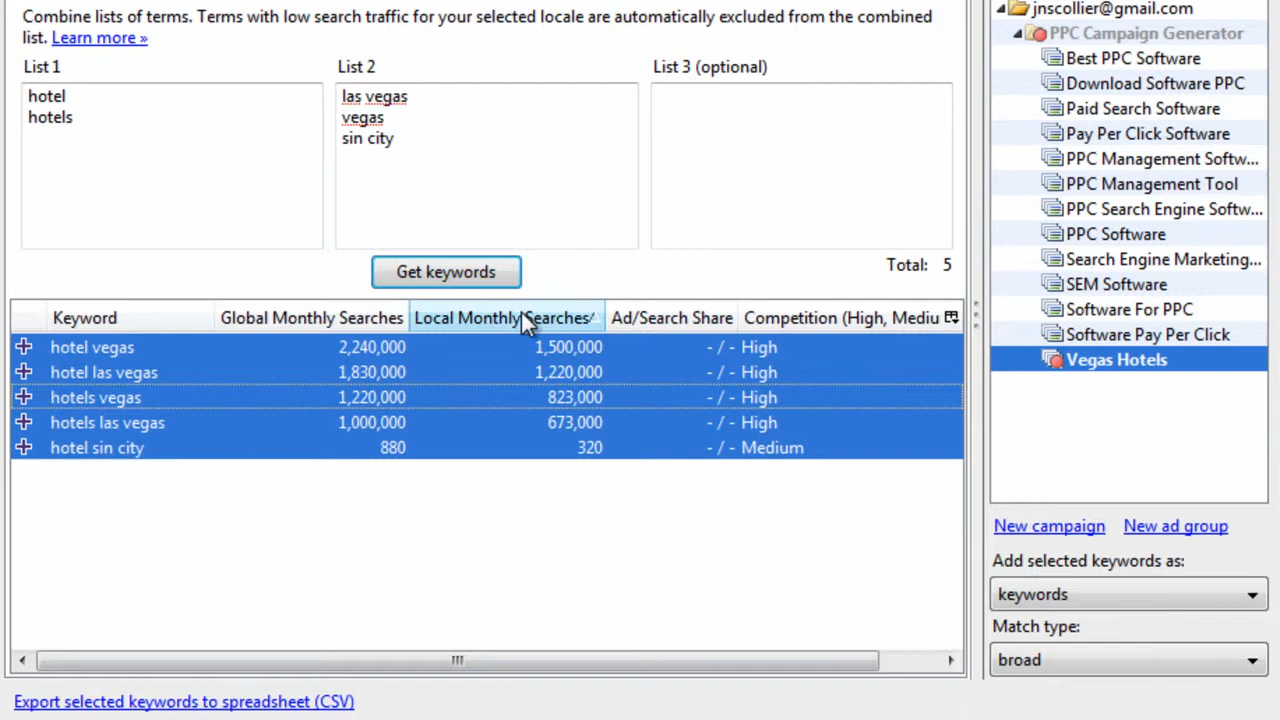 Combine lists of terms. Terms with low search traffic for your selected locale are automatically excluded from the combined
list. Learn more »
List 1
List 2
List 3 (optional)
hotel
hotels
las vegas
vegas
sin city
Get keywords
Total: 5
Keyword Global Monthly Searches Local Monthly Searches Ad/Search Share Competition (High, Mediu
hotel vegas 2,240,000 1,500,000 - / - High
hotel las vegas 1,830,000 1,220,000 - / - High
hotels vegas 1,220,000 823,000 - / - High
hotels las vegas 1,000,000 673,000 - / - High
hotel sin city 880 320 - / - Medium
Export selected keywords to spreadsheet (CSV)
jnscollier@gmail.com
PPC Campaign Generator
Best PPC Software
Download Software PPC
Paid Search Software
Pay Per Click Software
PPC Management Softw...
PPC Management Tool
PPC Search Engine Softw...
PPC Software
Search Engine Marketing...
SEM Software
Software For PPC
Software Pay Per Click
Vegas Hotels
New campaign New ad group
Add selected keywords as:
keywords
Match type:
broad